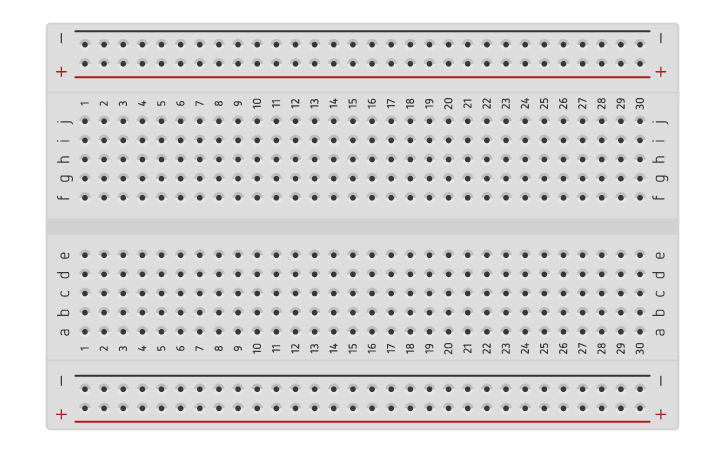 − −
+ +
1 2 3 4 5 6 7 8 9 10 11 12 13 14 15 16 17 18 19 20 21 22 23 24 25 26 27 28 29 30
j j
i i
h h
g g
f f
e e
d d
c c
b b
a a
1 2 3 4 5 6 7 8 9 10 11 12 13 14 15 16 17 18 19 20 21 22 23 24 25 26 27 28 29 30
− −
+ +